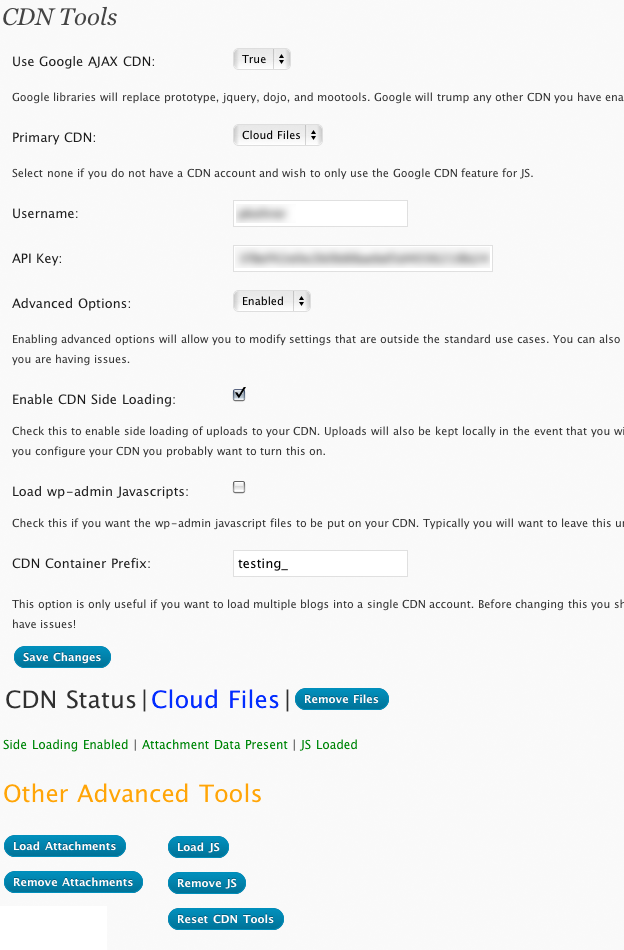 CDN Tools
Use Google AJAX CDN: True
Google libraries will replace prototype, jquery, dojo, and mootools. Google will trump any other CDN you have ena
Primary CDN: Cloud Files
Select none if you do not have a CDN account and wish to only use the Google CDN feature for JS.
Username:
API Key:
Advanced Options: Enabled
Enabling advanced options will allow you to modify settings that are outside the standard use cases. You can also
you are having issues.
Enable CDN Side Loading:
Check this to enable side loading of uploads to your CDN. Uploads will also be kept locally in the event that you wi
you configure your CDN you probably want to turn this on.
Load wp-admin Javascripts:
Check this if you want the wp-admin javascript files to be put on your CDN. Typically you will want to leave this u
CDN Container Prefix: testing_
This option is only useful if you want to load multiple blogs into a single CDN account. Before changing this you sh
have issues!
Save Changes
CDN Status | Cloud Files | Remove Files
Side Loading Enabled | Attachment Data Present | JS Loaded
Other Advanced Tools
Load Attachments Load JS
Remove Attachments Remove JS
Reset CDN Tools